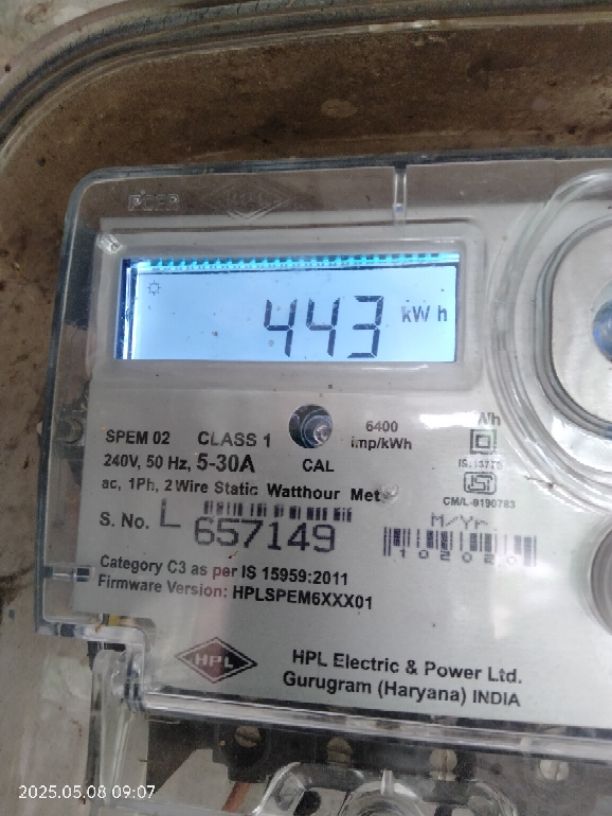 443 kWh
SPEM 02 CLASS 1 6400 imp/kWh
240V, 50 Hz, 5-30A CAL
ac, 1Ph, 2 Wire Static Watthour
CM/L-8190783
S. No. L 657149
M/Yr
102020
Category C3 as per IS 15959:2011
Firmware Version: HPLSPEM6XXX01
HPL
HPL Electric & Power Ltd.
Gurugram (Haryana) INDIA
2025.05.08 09:07